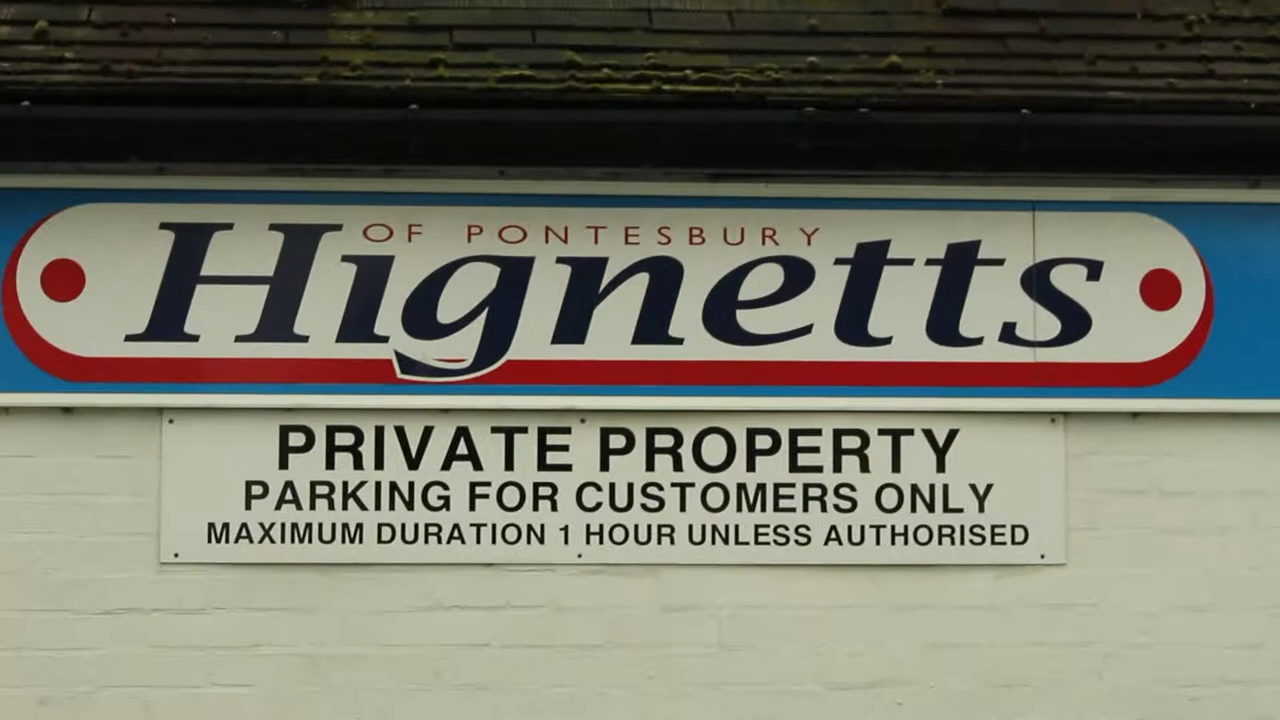 OF PONTESBURY
Hignetts
PRIVATE PROPERTY
PARKING FOR CUSTOMERS ONLY
MAXIMUM DURATION 1 HOUR UNLESS AUTHORISED